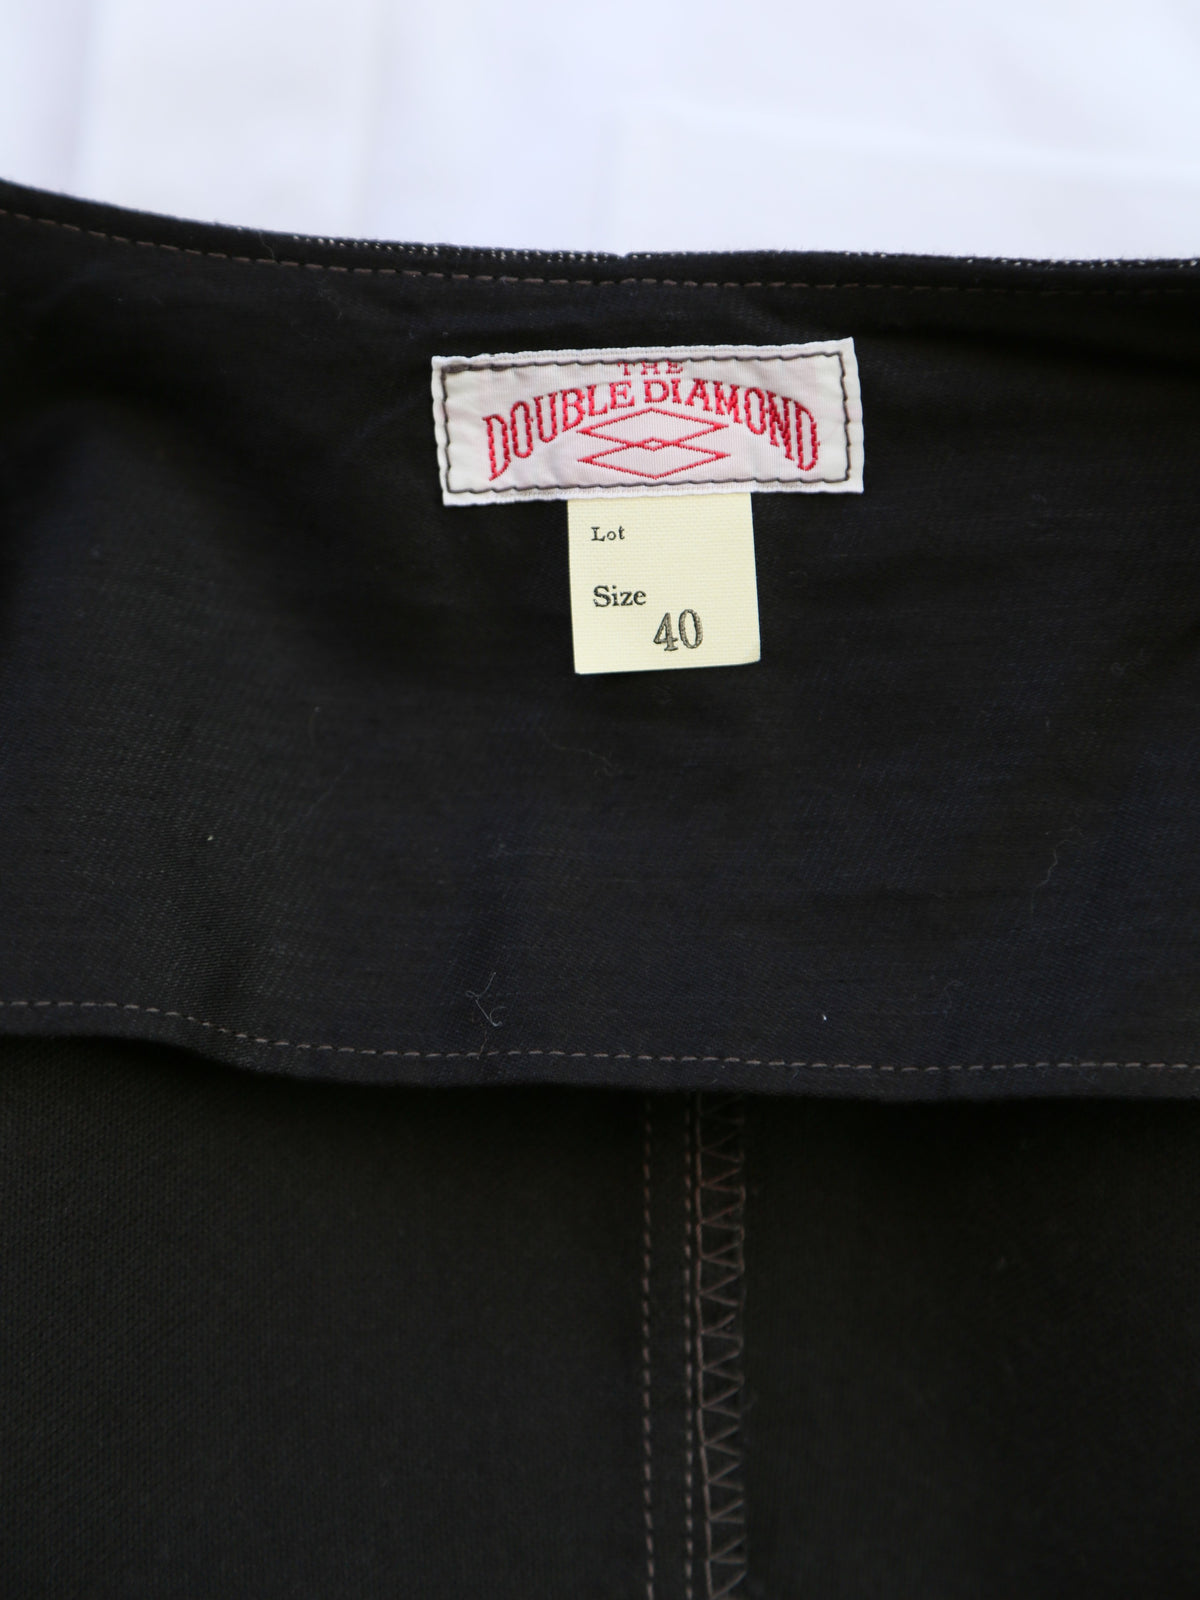 THE
DOUBLE DIAMOND
Lot
Size
40